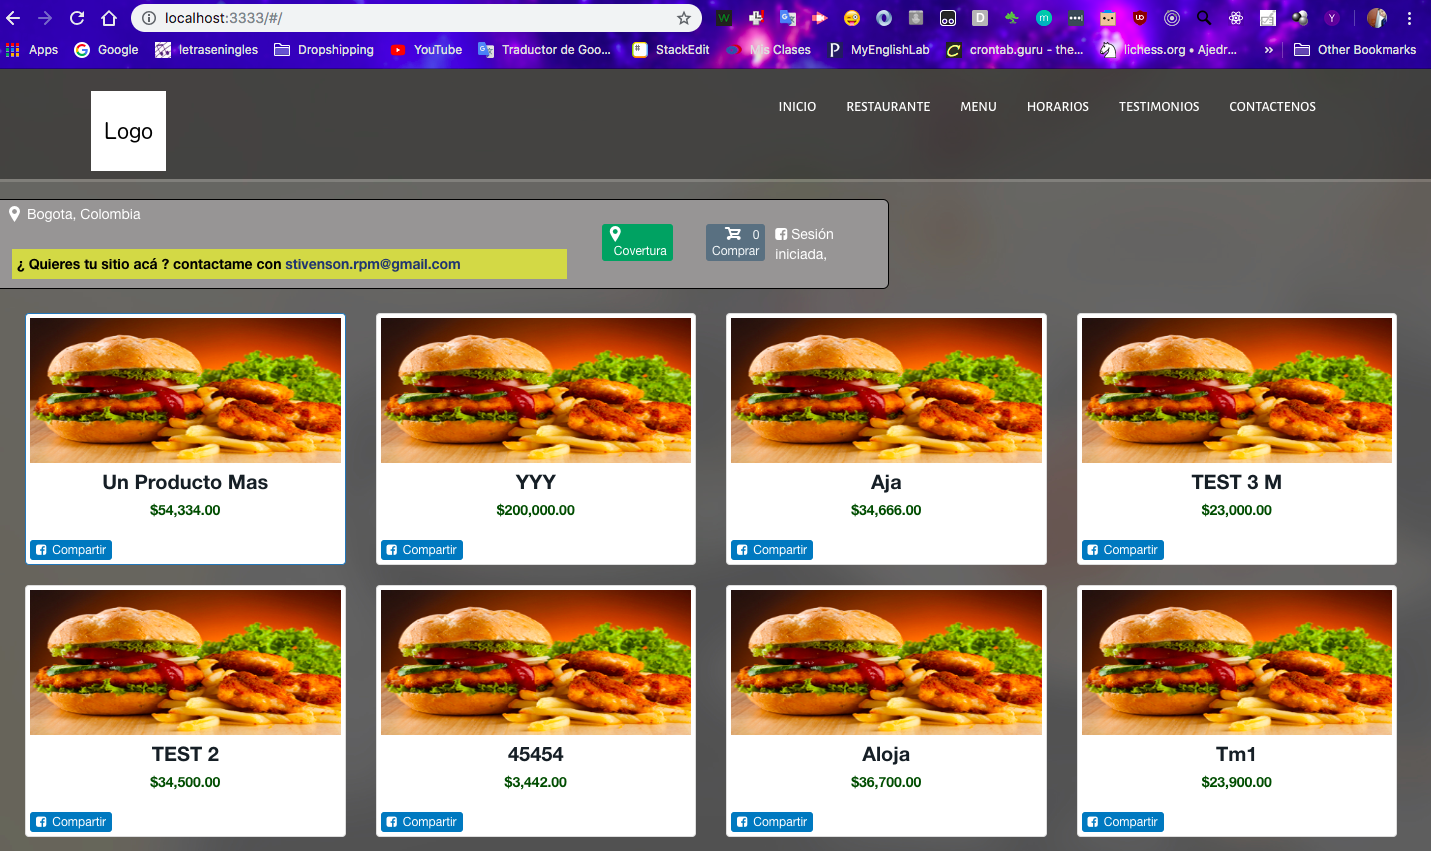 localhost:3333/#/
Apps Google letraseningles Dropshipping YouTube Traductor de Goo... StackEdit Mis Clases MyEnglishLab crontab.guru - the... lichess.org • Ajedr... » Other Bookmarks
Logo
INICIO RESTAURANTE MENU HORARIOS TESTIMONIOS CONTACTENOS
Bogota, Colombia
¿ Quieres tu sitio acá ? contactame con stivenson.rpm@gmail.com
Covertura
0
Comprar
Sesión
iniciada,
Un Producto Mas
$54,334.00
Compartir
YYY
$200,000.00
Compartir
Aja
$34,666.00
Compartir
TEST 3 M
$23,000.00
Compartir
TEST 2
$34,500.00
Compartir
45454
$3,442.00
Compartir
Aloja
$36,700.00
Compartir
Tm1
$23,900.00
Compartir